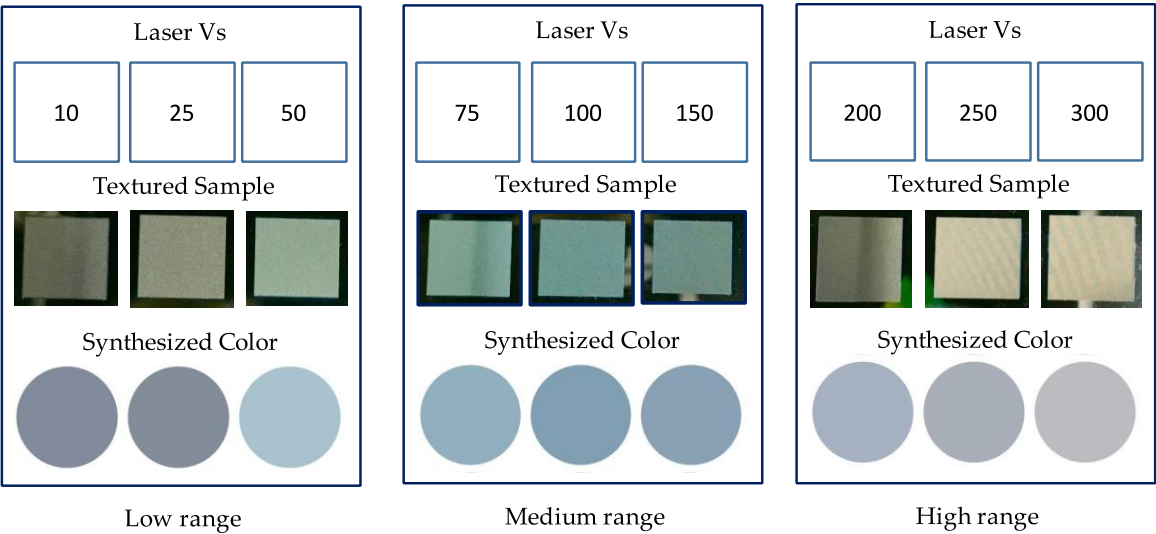 Laser Vs
10 25 50
Textured Sample
Synthesized Color
Low range
Laser Vs
75 100 150
Textured Sample
Synthesized Color
Medium range
Laser Vs
200 250 300
Textured Sample
Synthesized Color
High range